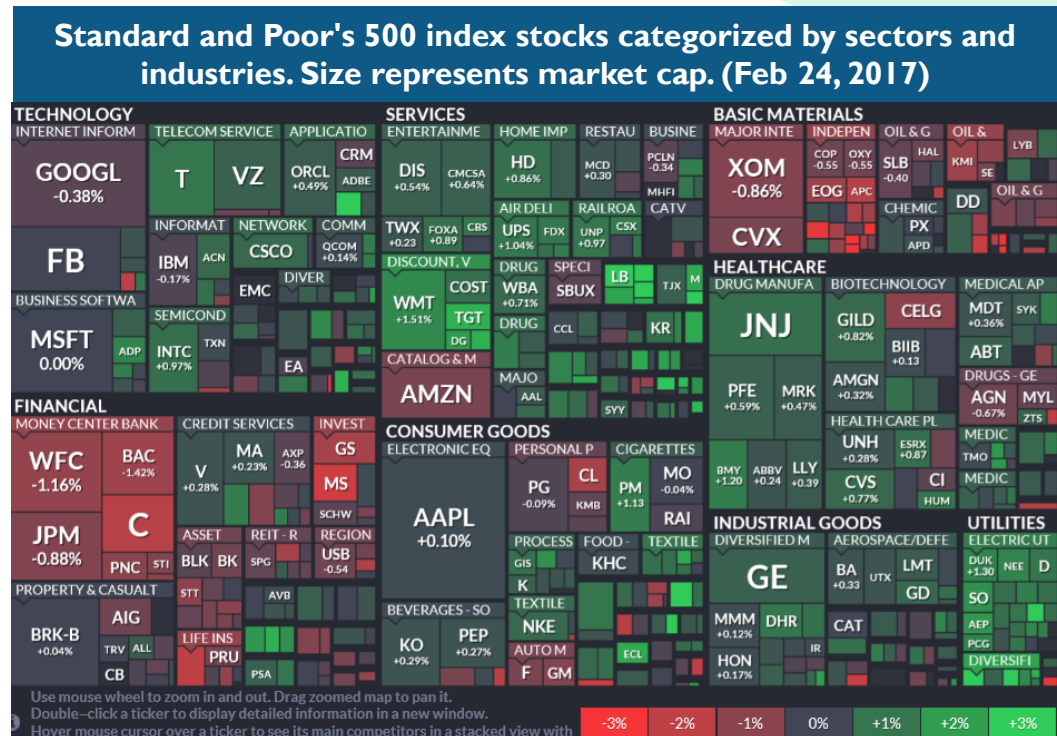 Standard and Poor's 500 index stocks categorized by sectors and
industries. Size represents market cap. (Feb 24, 2017)
TECHNOLOGY
INTERNET INFORM
GOOGL
-0.38%
FB
BUSINESS SOFTWA
MSFT
0.00%
ADP
TELECOM SERVICE
T
VZ
APPLICATIO
ORCL
+0.49%
CRM
ADBE
INFORMAT
IBM
-0.17%
ACN
NETWORK
CSCO
COMM
QCOM
+0.14%
EMC
DIVER
SEMICOND
INTC
+0.97%
TXN
EA
SERVICES
ENTERTAINME
DIS
+0.54%
CMCSA
+0.64%
TWX
+0.23
FOXA
+0.89
CBS
DISCOUNT, V
WMT
+1.51%
COST
TGT
DG
CATALOG & M
AMZN
HOME IMP
HD
+0.86%
RESTAU
MCD
+0.30
BUSINE
PCLN
-0.34
MHFI
AIR DELI
UPS
+1.04%
FDX
RAILROA
UNP
+0.97
CSX
CATV
DRUG
WBA
+0.71%
SPECI
SBUX
LB
TJX
M
DRUG
CCL
KR
MAJO
AAL
SYY
BASIC MATERIALS
MAJOR INTE
XOM
-0.86%
CVX
INDEPEN
COP
-0.55
OXY
-0.55
EOG
APC
OIL & G
SLB
-0.40
HAL
OIL &
KMI
SE
LYB
OIL & G
CHEMIC
PX
APD
DD
FINANCIAL
MONEY CENTER BANK
WFC
-1.16%
BAC
-1.42%
JPM
-0.88%
C
PNC
STI
CREDIT SERVICES
V
+0.28%
MA
+0.23%
AXP
-0.36
INVEST
GS
MS
SCHW
ASSET
BLK
BK
STT
REIT - R
SPG
AVB
REGION
USB
-0.54
PROPERTY & CASUALT
BRK-B
+0.04%
AIG
TRV
ALL
CB
LIFE INS
PRU
PSA
CONSUMER GOODS
ELECTRONIC EQ
AAPL
+0.10%
BEVERAGES - SO
KO
+0.29%
PEP
+0.27%
PERSONAL P
PG
-0.09%
CL
KMB
CIGARETTES
PM
+1.13
MO
-0.04%
RAI
PROCESS
GIS
K
FOOD -
KHC
TEXTILE
TEXTILE
NKE
AUTO M
F
GM
ECL
HEALTHCARE
DRUG MANUFA
JNJ
PFE
+0.59%
MRK
+0.47%
BMY
+1.20
ABBV
+0.24
LLY
+0.39
BIOTECHNOLOGY
GILD
+0.82%
CELG
BIIB
+0.13
AMGN
+0.32%
MEDICAL AP
MDT
+0.36%
SYK
ABT
DRUGS - GE
AGN
-0.67%
MYL
ZTS
HEALTH CARE PL
UNH
+0.28%
ESRX
+0.87
CVS
+0.77%
CI
HUM
MEDIC
TMO
MEDIC
INDUSTRIAL GOODS
DIVERSIFIED M
GE
MMM
+0.12%
DHR
HON
+0.17%
IR
AEROSPACE/DEFE
BA
+0.33
UTX
LMT
GD
CAT
UTILITIES
ELECTRIC UT
DUK
+1.30
NEE
D
SO
AEP
PCG
DIVERSIFI
Use mouse wheel to zoom in and out. Drag zoomed map to pan it.
Double–click a ticker to display detailed information in a new window.
Hover mouse cursor over a ticker to see its main competitors in a stacked view with
-3%
-2%
-1%
0%
+1%
+2%
+3%